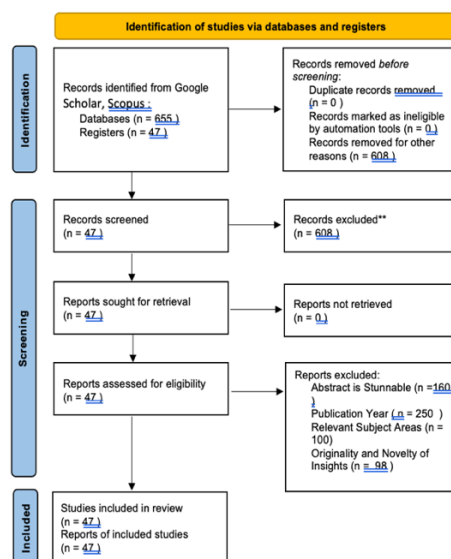 Identification of studies via databases and registers
Identification
Records identified from Google
Scholar, Scopus :
Databases (n = 655 )
Registers (n = 47 )
Records removed before
screening:
Duplicate records removed
(n = 0 )
Records marked as ineligible
by automation tools (n = 0 )
Records removed for other
reasons (n = 608 )
Screening
Records screened
(n = 47 )
Records excluded**
(n = 608 )
Reports sought for retrieval
(n = 47 )
Reports not retrieved
(n = 0 )
Reports assessed for eligibility
(n = 47 )
Reports excluded:
Abstract is Stunnable (n =160
)
Publication Year ( n = 250 )
Relevant Subject Areas (n =
100)
Originality and Novelty of
Insights (n = 98 )
Included
Studies included in review
(n = 47 )
Reports of included studies
(n = 47 )